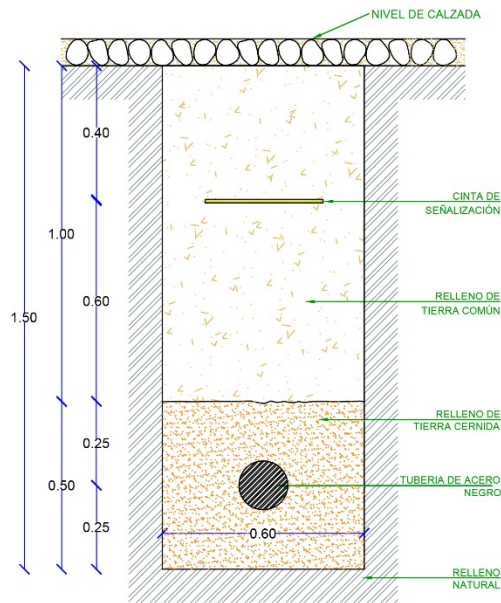 NIVEL DE CALZADA
0.40
CINTA DE
SEÑALIZACIÓN
1.00
1.50
0.60
RELLENO DE
TIERRA COMÚN
RELLENO DE
TIERRA CERNIDA
0.25
0.50
TUBERIA DE ACERO
NEGRO
0.25
0.60
RELLENO
NATURAL